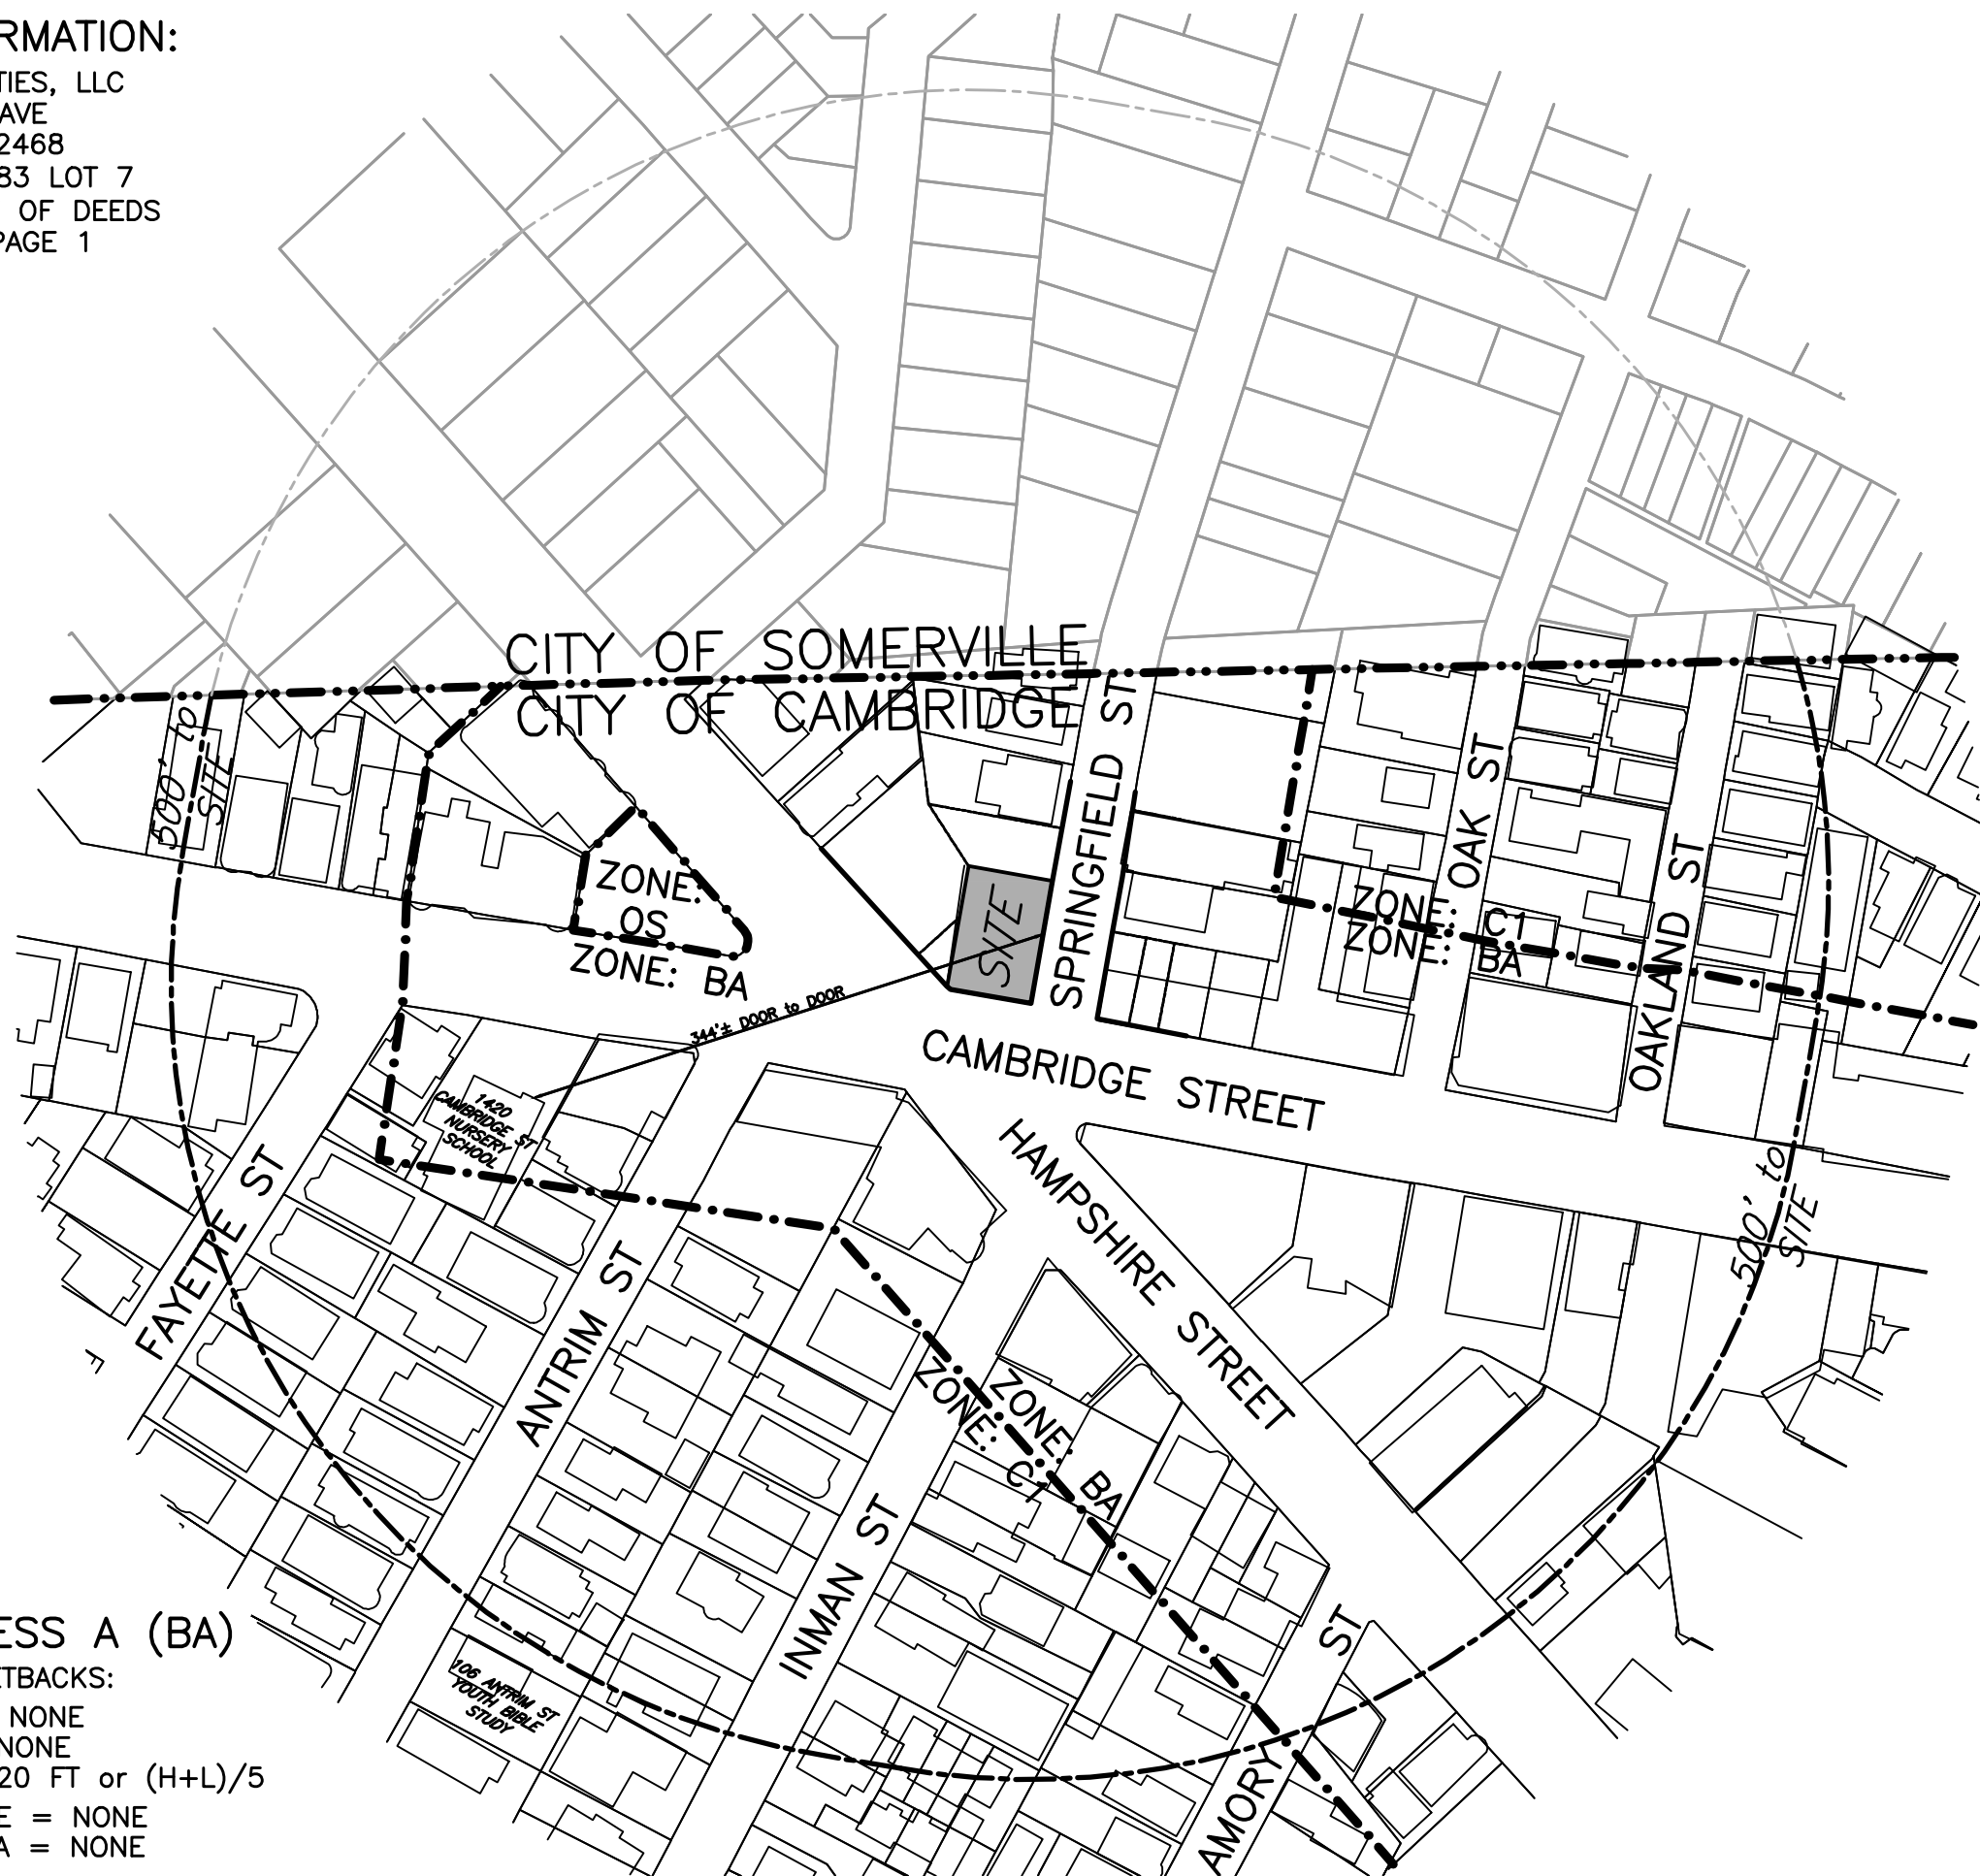 RMATION:
TIES, LLC
AVE
2468
83 LOT 7
OF DEEDS
PAGE 1
CITY OF SOMERVILLE
CITY OF CAMBRIDGE
500' to
SITE
ZONE:
OS
ZONE: BA
SITE
SPRINGFIELD ST
OAK ST
OAKLAND ST
ZONE: C1
ZONE: BA
344'± DOOR to DOOR
CAMBRIDGE STREET
1420
CAMBRIDGE ST
NURSERY
SCHOOL
HAMPSHIRE STREET
500' to
SITE
FAYETTE ST
ANTRIM ST
ZONE: BA
ZONE: C1
INMAN ST
AMORY ST
106 ANTRIM ST
YOUTH BIBLE
STUDY
ESS A (BA)
TBACKS:
NONE
NONE
20 FT or (H+L)/5
E = NONE
A = NONE